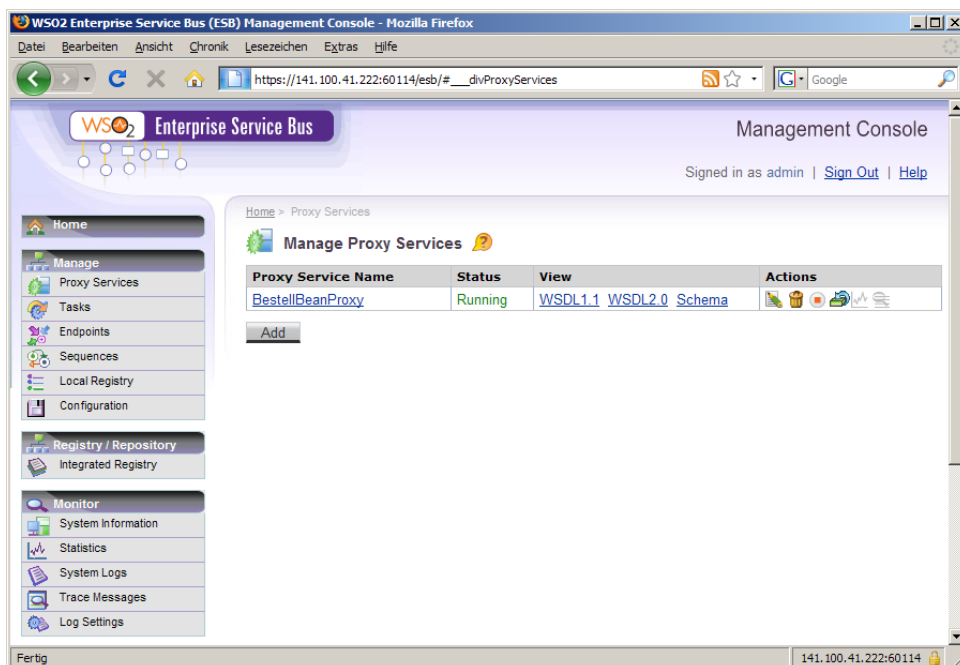 WSO2 Enterprise Service Bus (ESB) Management Console - Mozilla Firefox
Datei Bearbeiten Ansicht Chronik Lesezeichen Extras Hilfe
https://141.100.41.222:60114/esb/#___divProxyServices
G Google
WSO2 Enterprise Service Bus
Management Console
Signed in as admin | Sign Out | Help
Home > Proxy Services
Manage Proxy Services
Proxy Service Name Status View Actions
BestellBeanProxy Running WSDL1.1 WSDL2.0 Schema
Add
Home
Manage
Proxy Services
Tasks
Endpoints
Sequences
Local Registry
Configuration
Registry / Repository
Integrated Registry
Monitor
System Information
Statistics
System Logs
Trace Messages
Log Settings
Fertig 141.100.41.222:60114